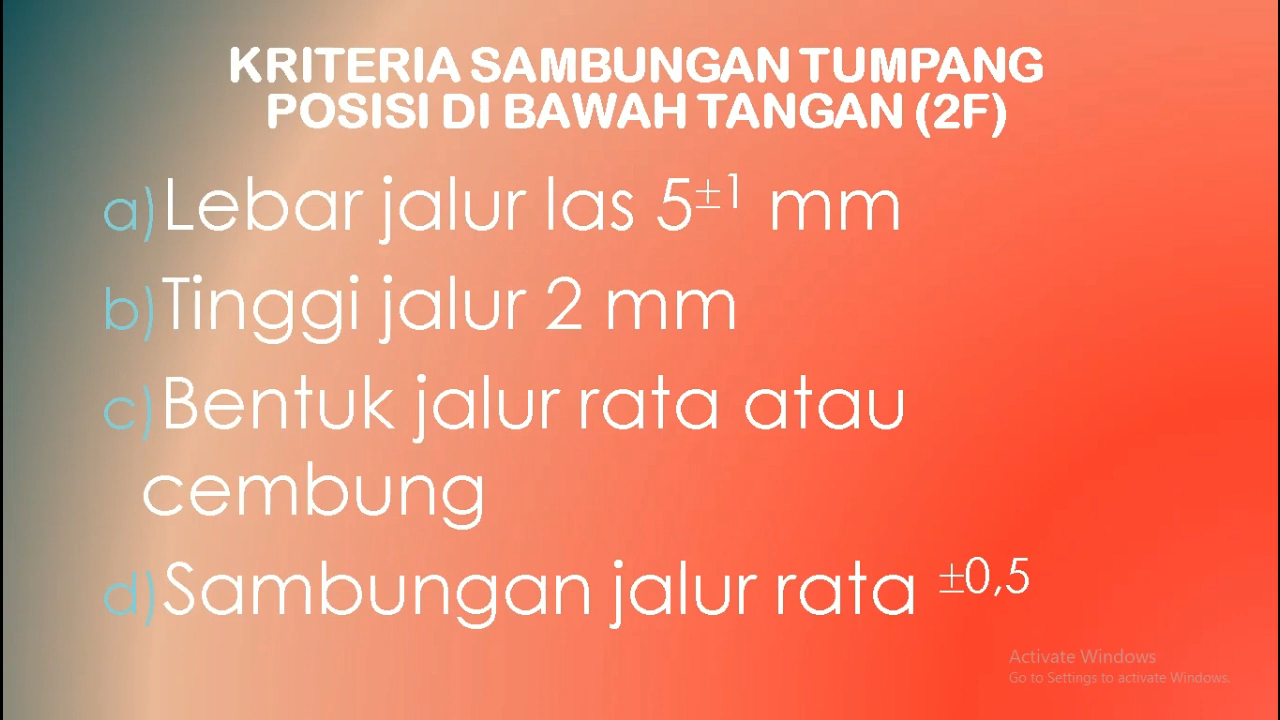 KRITERIA SAMBUNGAN TUMPANG
POSISI DI BAWAH TANGAN (2F)
a)Lebar jalur las 5±1 mm
b)Tinggi jalur 2 mm
c)Bentuk jalur rata atau
cembung
d)Sambungan jalur rata ±0,5
Activate Windows
Go to Settings to activate Windows.